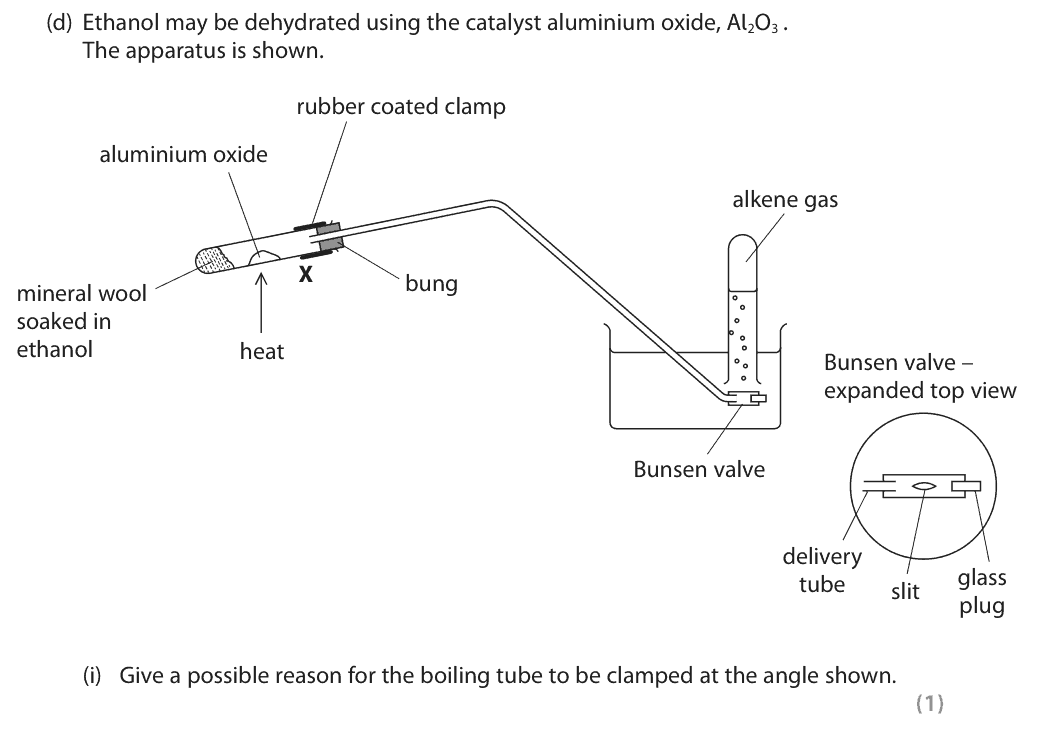 (d) Ethanol may be dehydrated using the catalyst aluminium oxide, Al₂O₃ .
The apparatus is shown.
rubber coated clamp
aluminium oxide
alkene gas
X
bung
mineral wool
soaked in
ethanol
heat
Bunsen valve –
expanded top view
Bunsen valve
delivery
tube
slit
glass
plug
(i) Give a possible reason for the boiling tube to be clamped at the angle shown.
(1)